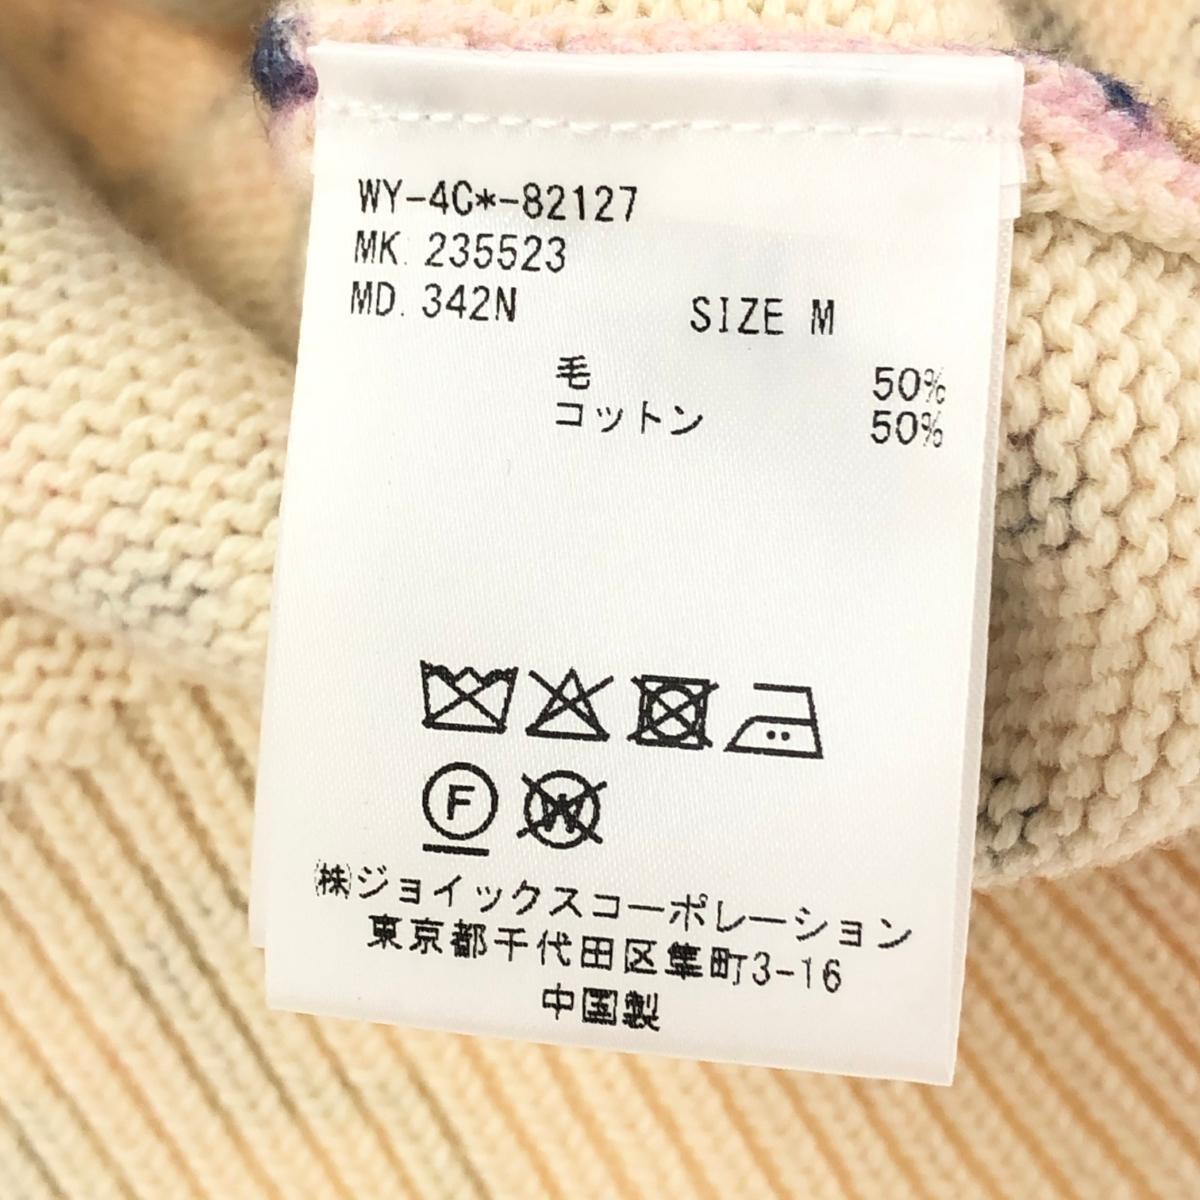 WY-4C*-82127
MK. 235523
MD. 342N SIZE M
毛 50%
コットン 50%
F W
㈱ジョイックスコーポレーション
東京都千代田区隼町3-16
中国製